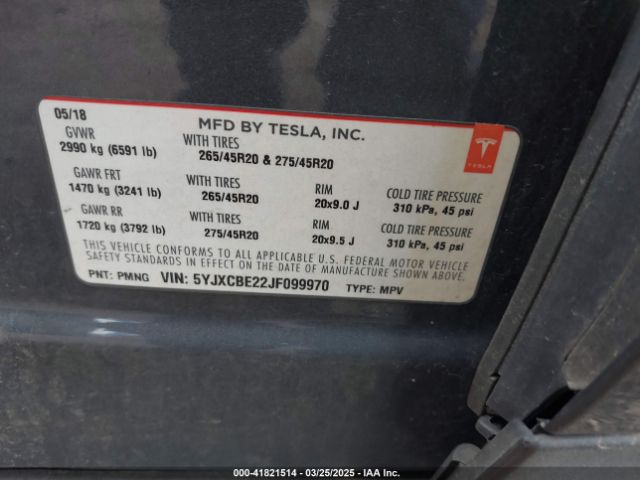 05/18
MFD BY TESLA, INC.
TESLA
GVWR
2990 kg (6591 lb)
WITH TIRES
265/45R20 & 275/45R20
GAWR FRT
1470 kg (3241 lb)
WITH TIRES
265/45R20
RIM
20x9.0 J
COLD TIRE PRESSURE
310 kPa, 45 psi
GAWR RR
1720 kg (3792 lb)
WITH TIRES
275/45R20
RIM
20x9.5 J
COLD TIRE PRESSURE
310 kPa, 45 psi
THIS VEHICLE CONFORMS TO ALL APPLICABLE U.S. FEDERAL MOTOR VEHICLE
SAFETY STANDARDS IN EFFECT ON THE DATE OF MANUFACTURE SHOWN ABOVE.
PNT: PMNG VIN: 5YJXCBE22JF099970 TYPE: MPV
000-41821514 - 03/25/2025 - IAA Inc.